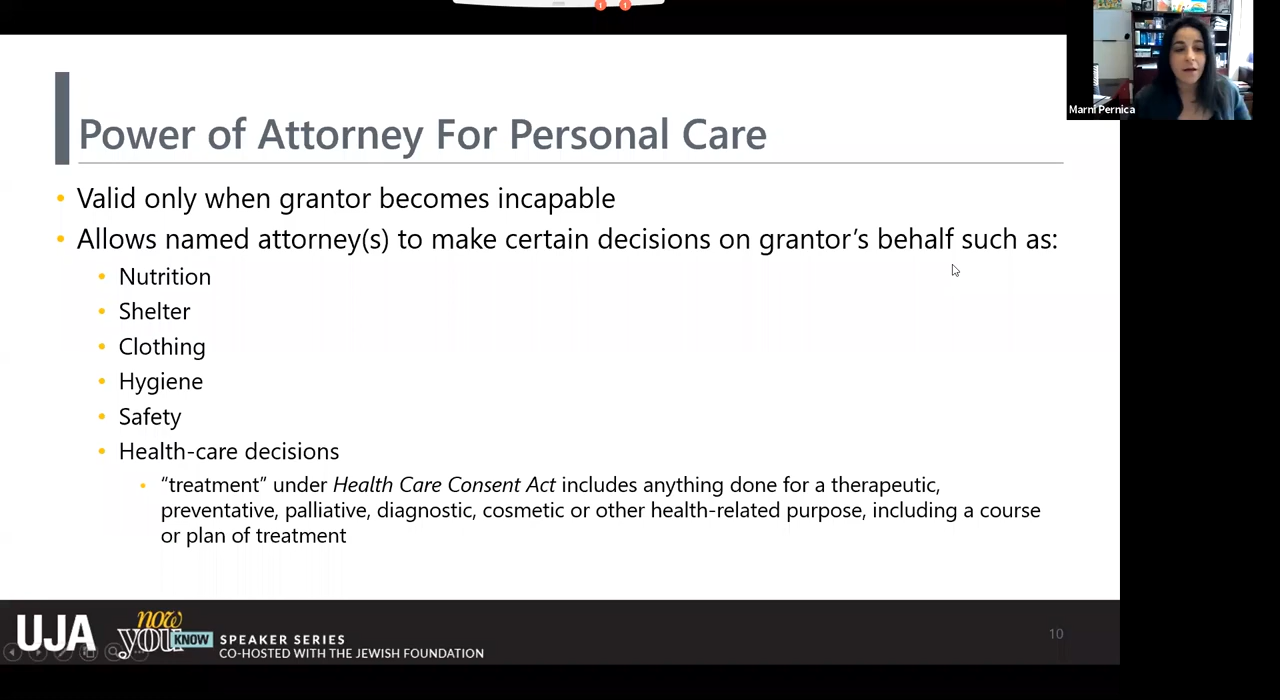 Marni Pernica
Power of Attorney For Personal Care
• Valid only when grantor becomes incapable
• Allows named attorney(s) to make certain decisions on grantor’s behalf such as:
• Nutrition
• Shelter
• Clothing
• Hygiene
• Safety
• Health-care decisions
• “treatment” under Health Care Consent Act includes anything done for a therapeutic,
preventative, palliative, diagnostic, cosmetic or other health-related purpose, including a course
or plan of treatment
UJA
now
you KNOW
SPEAKER SERIES
CO-HOSTED WITH THE JEWISH FOUNDATION
10